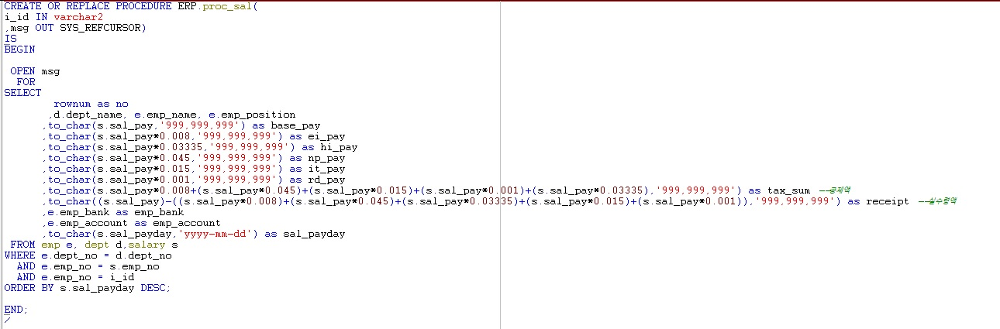 CREATE OR REPLACE PROCEDURE ERP.proc_sal(
i_id IN varchar2
,msg OUT SYS_REFCURSOR)
IS
BEGIN
OPEN msg
FOR
SELECT
rownum as no
,d.dept_name, e.emp_name, e.emp_position
,to_char(s.sal_pay,'999,999,999') as base_pay
,to_char(s.sal_pay*0.008,'999,999,999') as ei_pay
,to_char(s.sal_pay*0.03335,'999,999,999') as hi_pay
,to_char(s.sal_pay*0.045,'999,999,999') as np_pay
,to_char(s.sal_pay*0.015,'999,999,999') as it_pay
,to_char(s.sal_pay*0.001,'999,999,999') as rd_pay
,to_char(s.sal_pay*0.008+(s.sal_pay*0.045)+(s.sal_pay*0.015)+(s.sal_pay*0.001)+(s.sal_pay*0.03335),'999,999,999') as tax_sum --공제액
,to_char((s.sal_pay)-((s.sal_pay*0.008)+(s.sal_pay*0.045)+(s.sal_pay*0.03335)+(s.sal_pay*0.015)+(s.sal_pay*0.001)),'999,999,999') as receipt --실수령액
,e.emp_bank as emp_bank
,e.emp_account as emp_account
,to_char(s.sal_payday,'yyyy-mm-dd') as sal_payday
FROM emp e, dept d,salary s
WHERE e.dept_no = d.dept_no
AND e.emp_no = s.emp_no
AND e.emp_no = i_id
ORDER BY s.sal_payday DESC;
END;
/